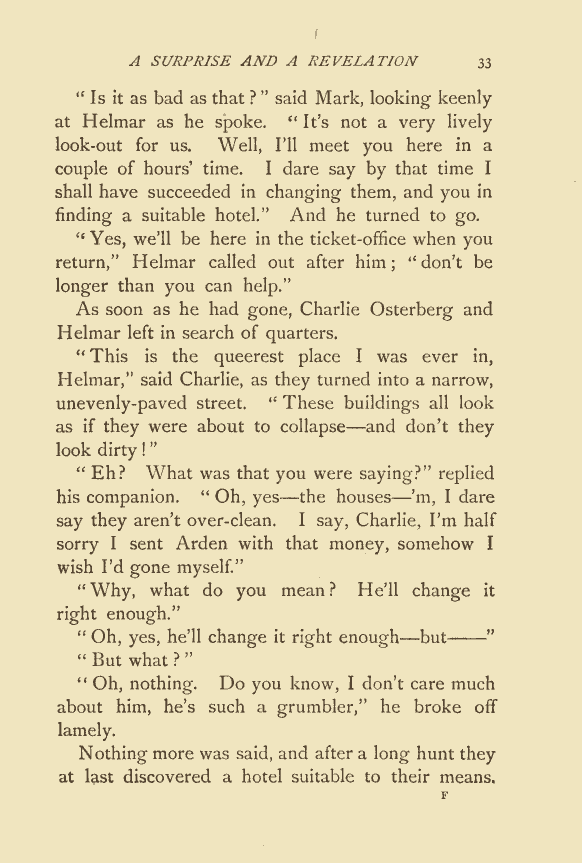 A SURPRISE AND A REVELATION 33
“Is it as bad as that?” said Mark, looking keenly
at Helmar as he spoke. “It’s not a very lively
look-out for us. Well, I’ll meet you here in a
couple of hours’ time. I dare say by that time I
shall have succeeded in changing them, and you in
finding a suitable hotel.” And he turned to go.
“Yes, we’ll be here in the ticket-office when you
return,” Helmar called out after him; “don’t be
longer than you can help.”
As soon as he had gone, Charlie Osterberg and
Helmar left in search of quarters.
“This is the queerest place I was ever in,
Helmar,” said Charlie, as they turned into a narrow,
unevenly-paved street. “These buildings all look
as if they were about to collapse—and don’t they
look dirty!”
“Eh? What was that you were saying?” replied
his companion. “Oh, yes—the houses—’m, I dare
say they aren’t over-clean. I say, Charlie, I’m half
sorry I sent Arden with that money, somehow I
wish I’d gone myself.”
“Why, what do you mean? He’ll change it
right enough.”
“Oh, yes, he’ll change it right enough—but——”
“But what?”
“Oh, nothing. Do you know, I don’t care much
about him, he’s such a grumbler,” he broke off
lamely.
Nothing more was said, and after a long hunt they
at last discovered a hotel suitable to their means.
F